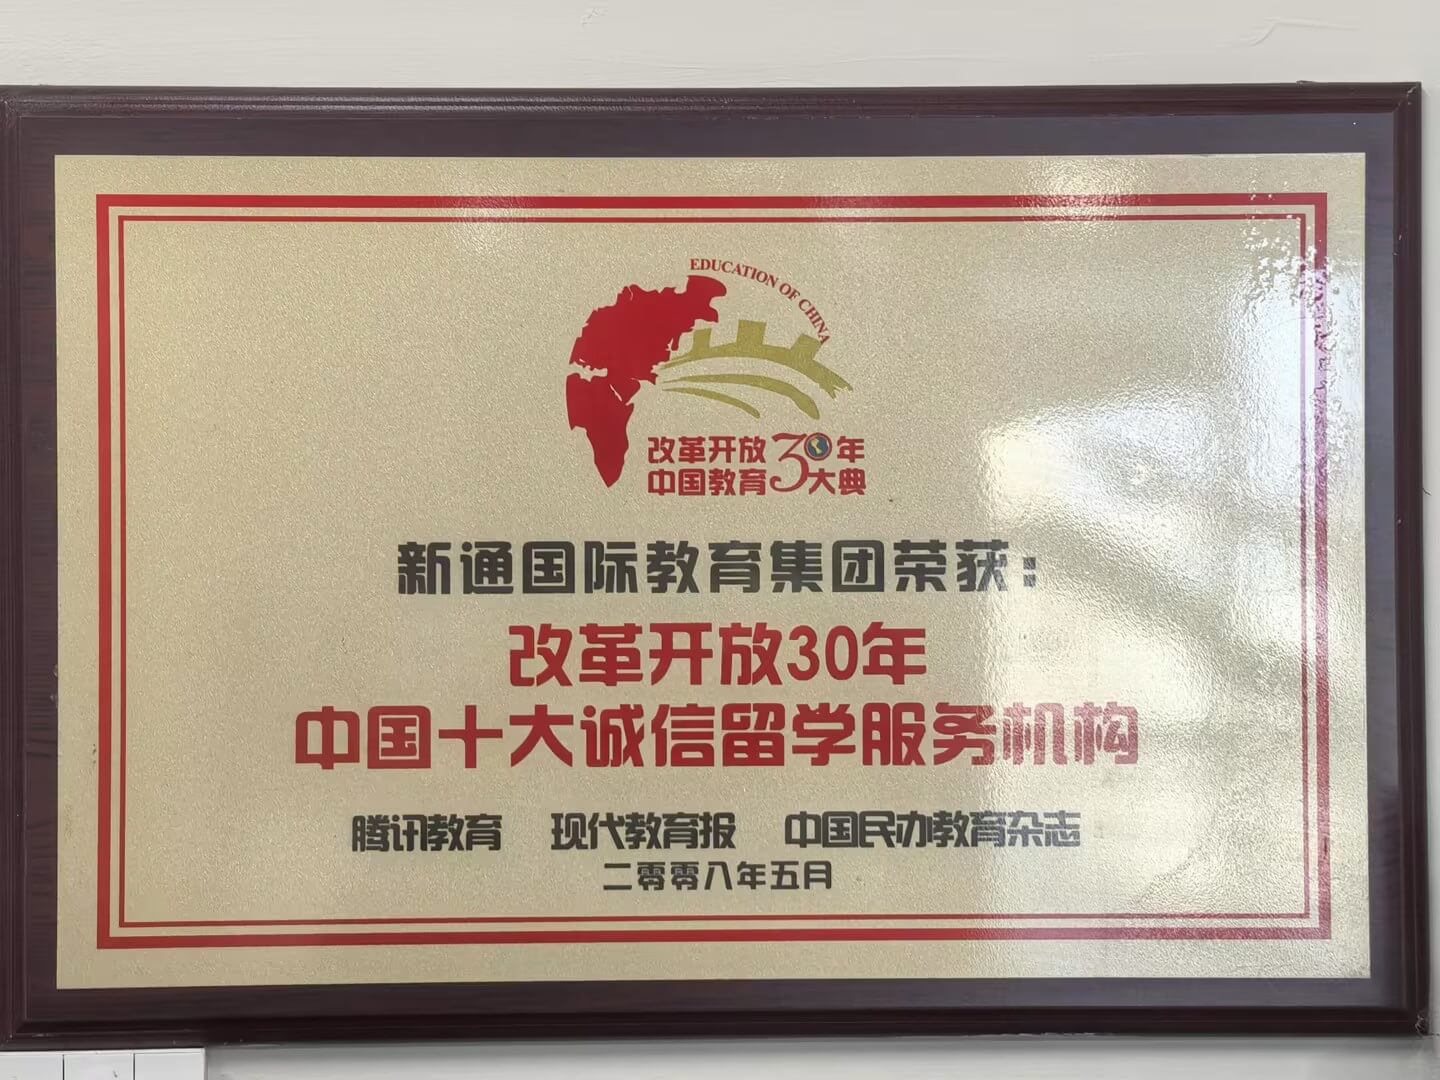 EDUCATION OF CHINA
改革开放30年
中国教育大典
新通国际教育集团荣获：
改革开放30年
中国十大诚信留学服务机构
腾讯教育 现代教育报 中国民办教育杂志
二零零八年五月